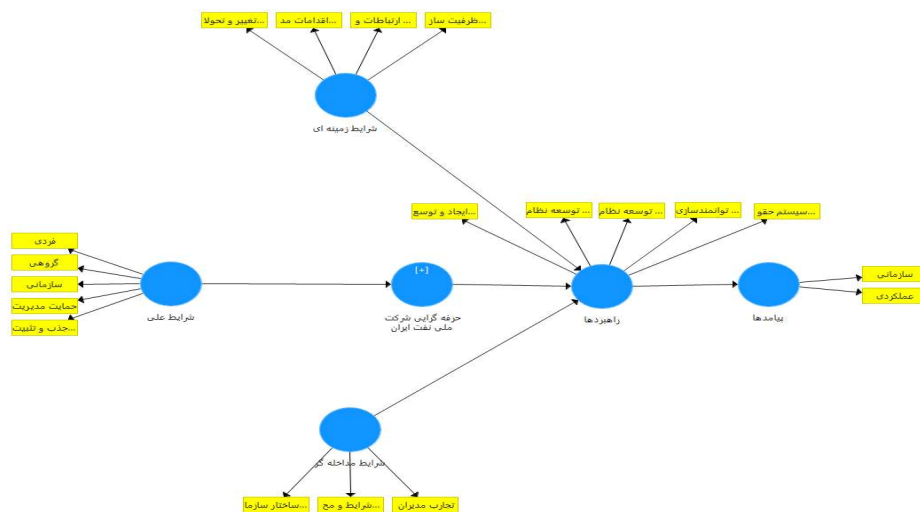 تغییر و تحولا...
اقدامات مد...
ارتباطات و ...
ظرفیت ساز...
شرایط زمینه ای
ایجاد و توسع...
توسعه نظام ...
توسعه نظام ...
توانمندسازی ...
سیستم حقو...
فردی
گروهی
سازمانی
حمایت مدیریت
جذب و تثبیت...
شرایط علی
[+]
حرفه گرایی شرکت
ملی نفت ایران
راهبردها
پیامدها
سازمانی
عملکردی
شرایط مداخله گر
ساختار سازما...
شرایط و مح...
تجارب مدیران